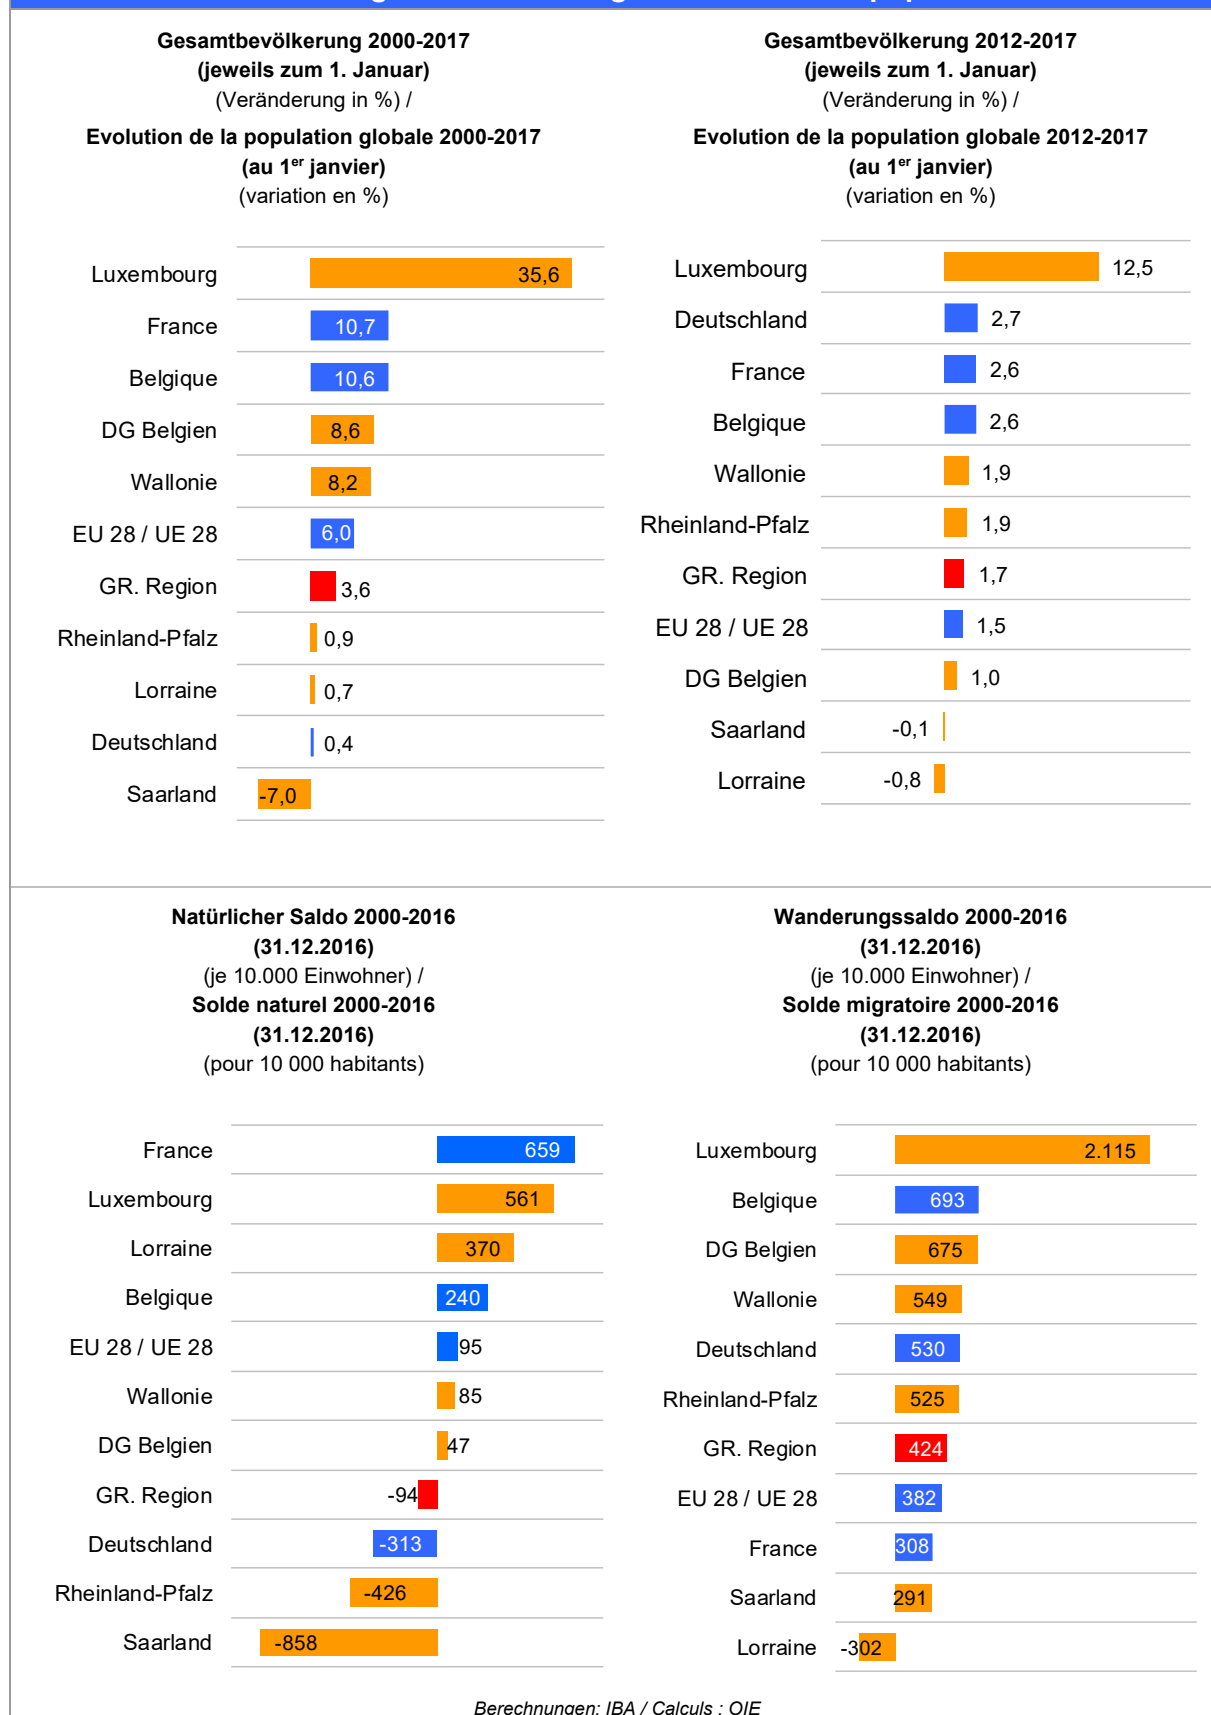 Gesamtbevölkerung 2000-2017
(jeweils zum 1. Januar)
(Veränderung in %) /
Evolution de la population globale 2000-2017
(au 1er janvier)
(variation en %)
Luxembourg 35,6
France 10,7
Belgique 10,6
DG Belgien 8,6
Wallonie 8,2
EU 28 / UE 28 6,0
GR. Region 3,6
Rheinland-Pfalz 0,9
Lorraine 0,7
Deutschland 0,4
Saarland -7,0
Gesamtbevölkerung 2012-2017
(jeweils zum 1. Januar)
(Veränderung in %) /
Evolution de la population globale 2012-2017
(au 1er janvier)
(variation en %)
Luxembourg 12,5
Deutschland 2,7
France 2,6
Belgique 2,6
Wallonie 1,9
Rheinland-Pfalz 1,9
GR. Region 1,7
EU 28 / UE 28 1,5
DG Belgien 1,0
Saarland -0,1
Lorraine -0,8
Natürlicher Saldo 2000-2016
(31.12.2016)
(je 10.000 Einwohner) /
Solde naturel 2000-2016
(31.12.2016)
(pour 10 000 habitants)
France 659
Luxembourg 561
Lorraine 370
Belgique 240
EU 28 / UE 28 95
Wallonie 85
DG Belgien 47
GR. Region -94
Deutschland -313
Rheinland-Pfalz -426
Saarland -858
Wanderungssaldo 2000-2016
(31.12.2016)
(je 10.000 Einwohner) /
Solde migratoire 2000-2016
(31.12.2016)
(pour 10 000 habitants)
Luxembourg 2.115
Belgique 693
DG Belgien 675
Wallonie 549
Deutschland 530
Rheinland-Pfalz 525
GR. Region 424
EU 28 / UE 28 382
France 308
Saarland 291
Lorraine -302
Berechnungen: IBA / Calculs : OIE